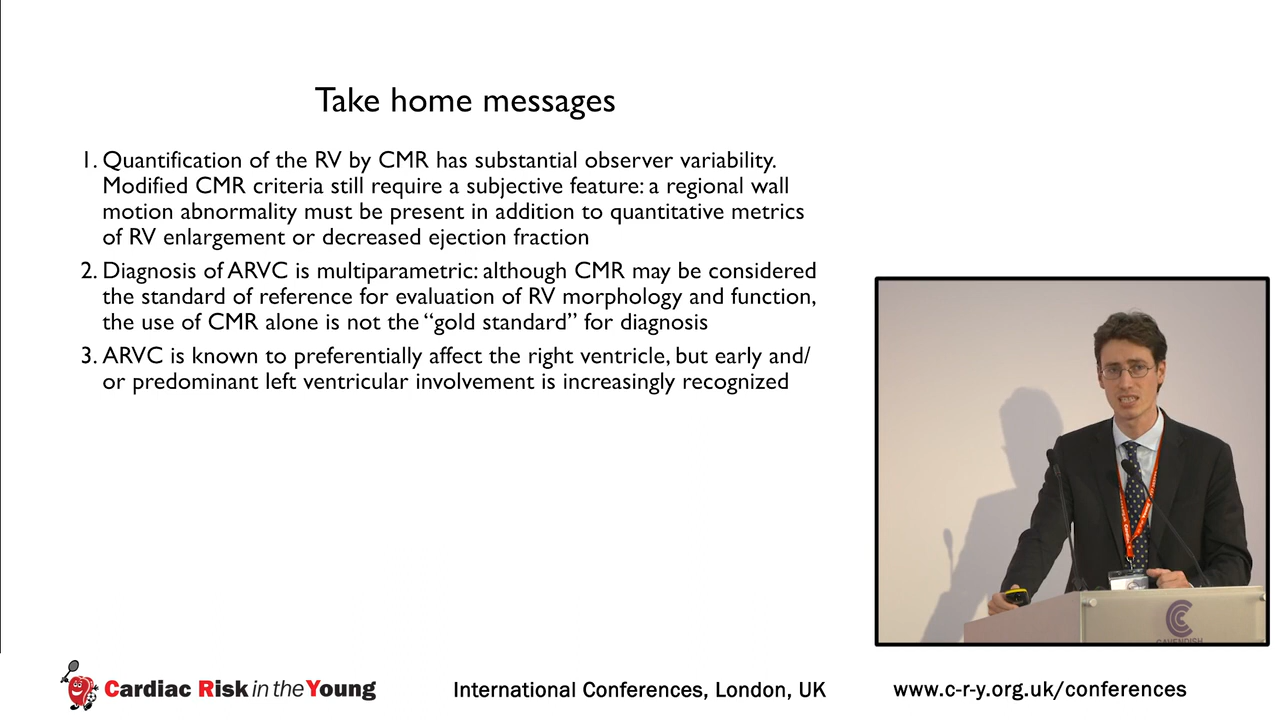 Take home messages
1. Quantification of the RV by CMR has substantial observer variability.
Modified CMR criteria still require a subjective feature: a regional wall
motion abnormality must be present in addition to quantitative metrics
of RV enlargement or decreased ejection fraction
2. Diagnosis of ARVC is multiparametric: although CMR may be considered
the standard of reference for evaluation of RV morphology and function,
the use of CMR alone is not the “gold standard” for diagnosis
3. ARVC is known to preferentially affect the right ventricle, but early and/
or predominant left ventricular involvement is increasingly recognized
CAVENDISH
Cardiac Risk in the Young
International Conferences, London, UK
www.c-r-y.org.uk/conferences